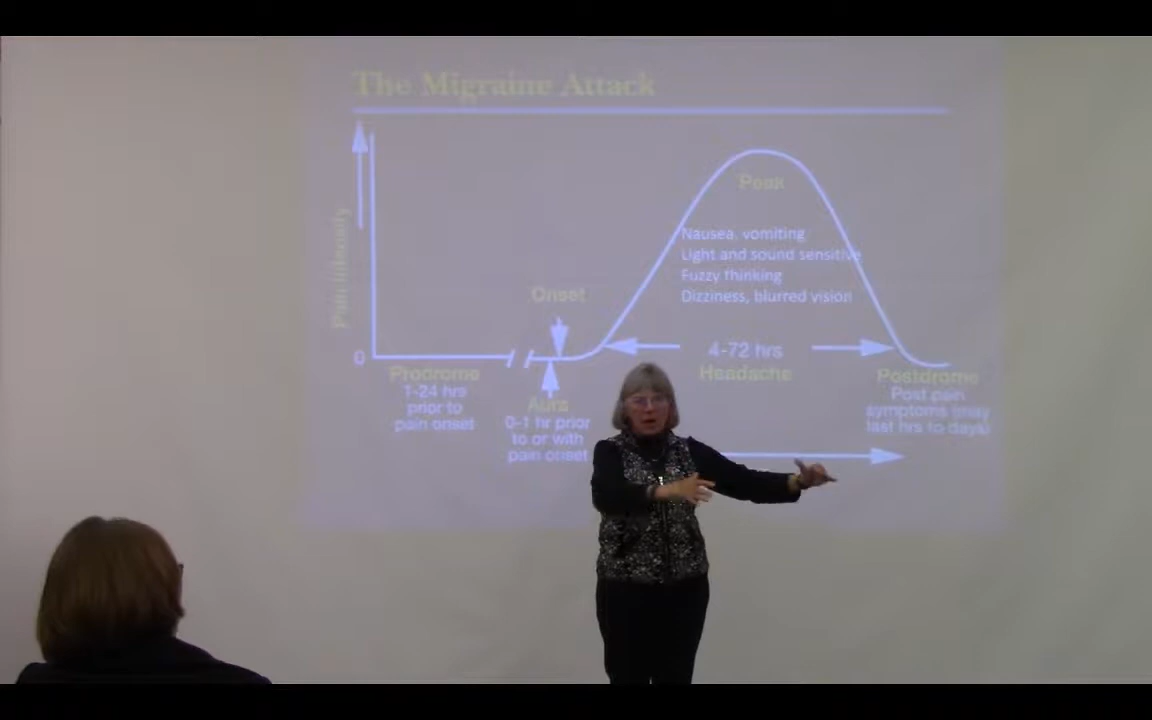 The Migraine Attack
Pain Intensity
Peak
Nausea, vomiting
Light and sound sensitive
Fuzzy thinking
Dizziness, blurred vision
Onset
0
4-72 hrs
Headache
Prodrome
1-24 hrs
prior to
pain onset
Aura
0-1 hr prior
to or with
pain onset
Postdrome
Post pain
symptoms may
last hrs to days!